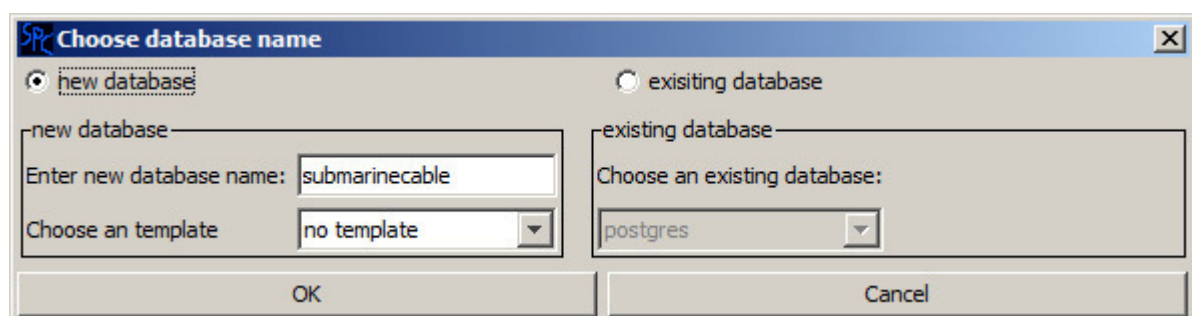 SPC Choose database name
new database exisiting database
new database existing database
Enter new database name: submarinecable Choose an existing database:
Choose an template no template postgres
OK Cancel